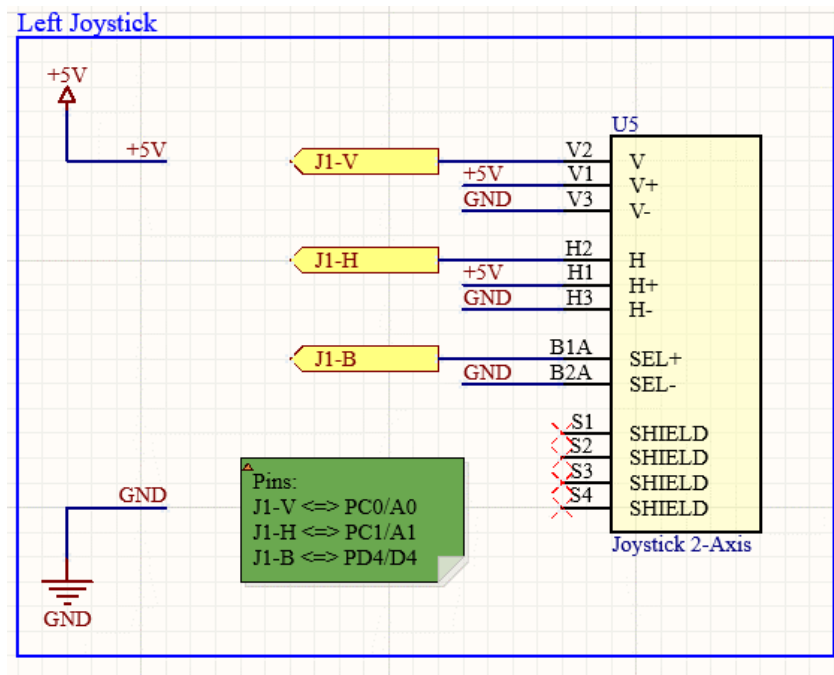 Left Joystick
+5V
+5V
GND
GND
J1-V
J1-H
J1-B
Pins:
J1-V <=> PC0/A0
J1-H <=> PC1/A1
J1-B <=> PD4/D4
U5
V2 V
+5V V1 V+
GND V3 V-
H2 H
+5V H1 H+
GND H3 H-
B1A SEL+
GND B2A SEL-
S1 SHIELD
S2 SHIELD
S3 SHIELD
S4 SHIELD
Joystick 2-Axis